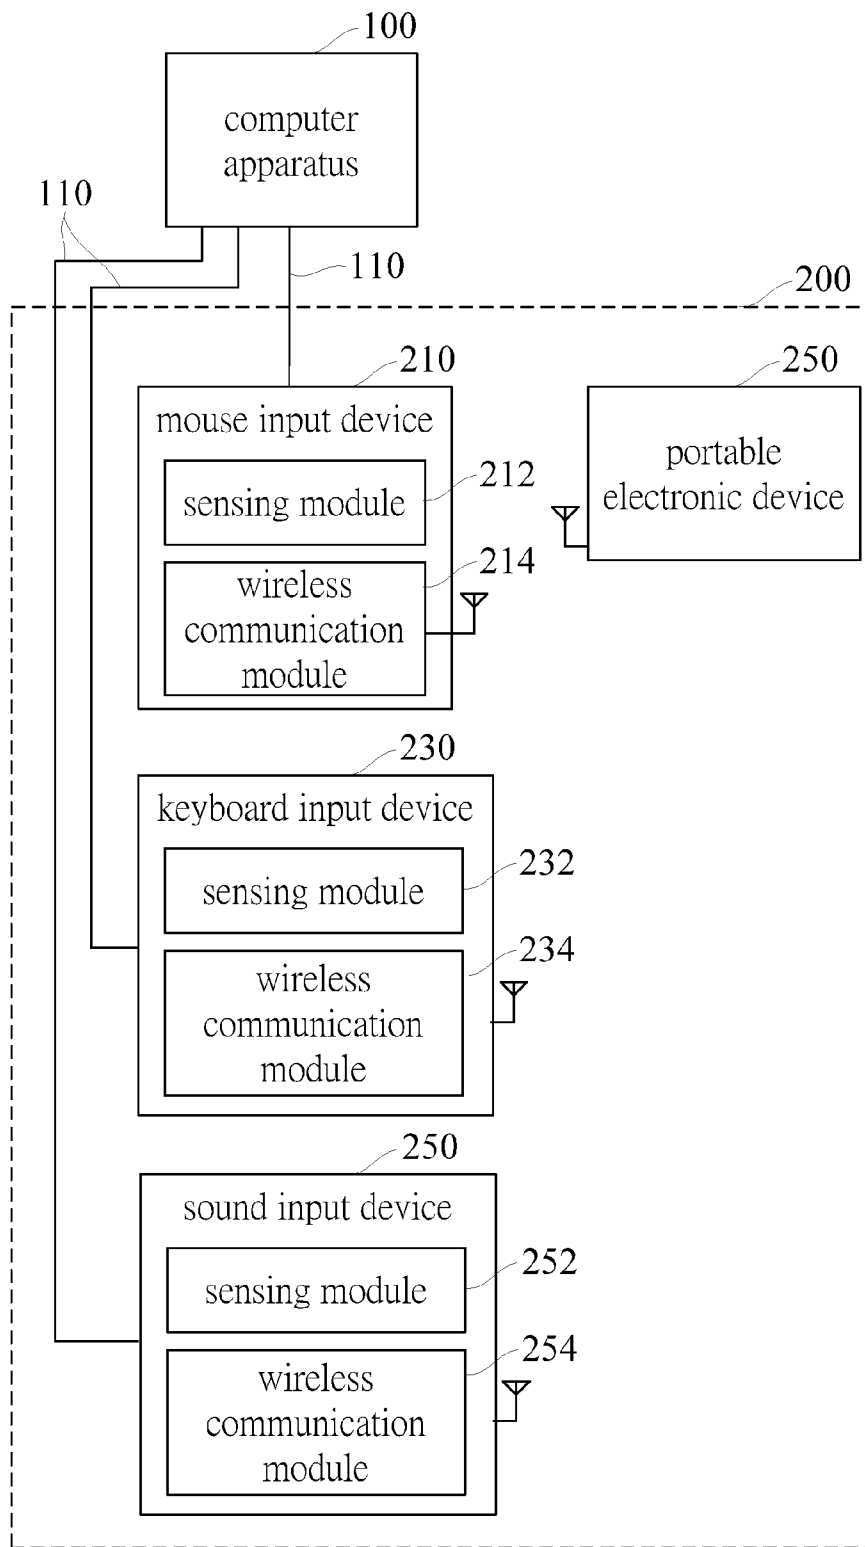 100
computer
apparatus
110
110
200
210
mouse input device
212
sensing module
214
wireless
communication
module
250
portable
electronic device
230
keyboard input device
232
sensing module
234
wireless
communication
module
250
sound input device
252
sensing module
254
wireless
communication
module